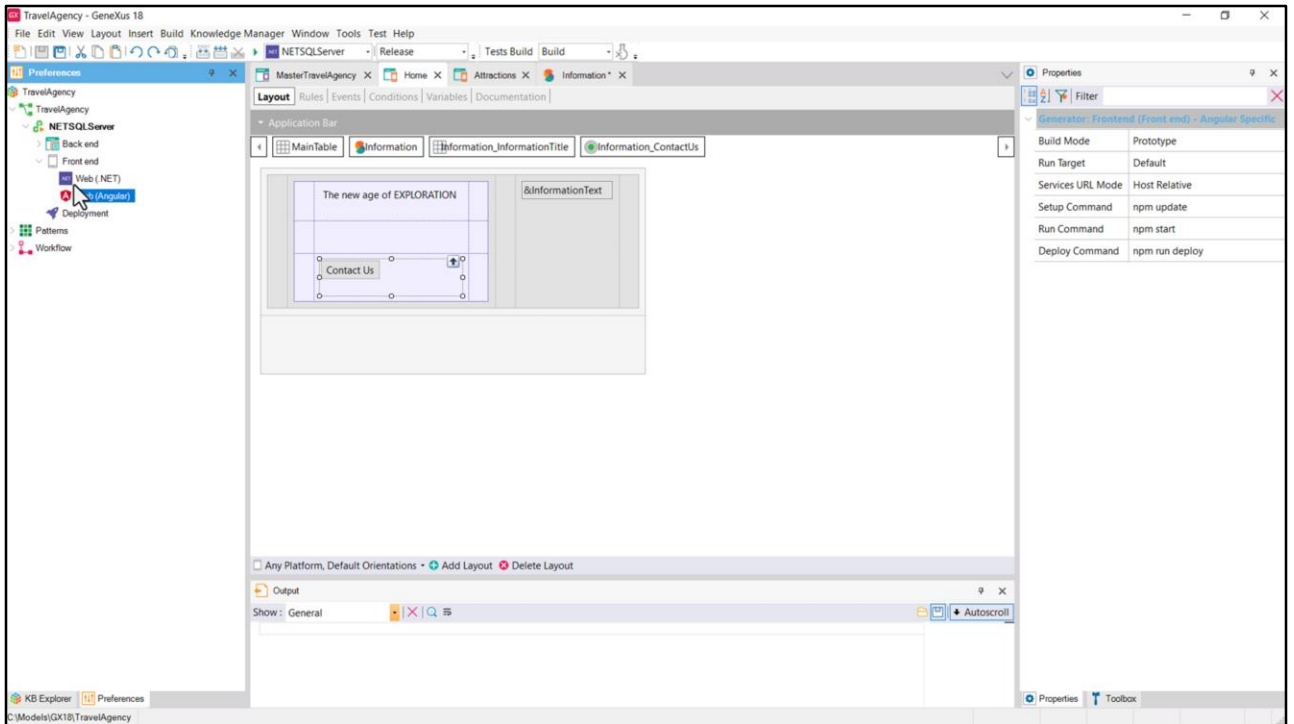 TravelAgency - GeneXus 18
File Edit View Layout Insert Build Knowledge Manager Window Tools Test Help
NETSQLServer Release Tests Build Build
Preferences
TravelAgency
TravelAgency
NETSQLServer
Back end
Front end
Web (.NET)
(Angular)
Deployment
Patterns
Workflow
KB Explorer Preferences
MasterTravelAgency Home Attractions Information *
Layout Rules Events Conditions Variables Documentation
Application Bar
MainTable Information Information_InformationTitle Information_ContactUs
The new age of EXPLORATION
&InformationText
Contact Us
Any Platform, Default Orientations Add Layout Delete Layout
Output
Show: General Autoscroll
Properties
Filter
Generator: Frontend (Front end) - Angular Specific
Build Mode Prototype
Run Target Default
Services URL Mode Host Relative
Setup Command npm update
Run Command npm start
Deploy Command npm run deploy
Properties Toolbox
C:\Models\GX18\TravelAgency